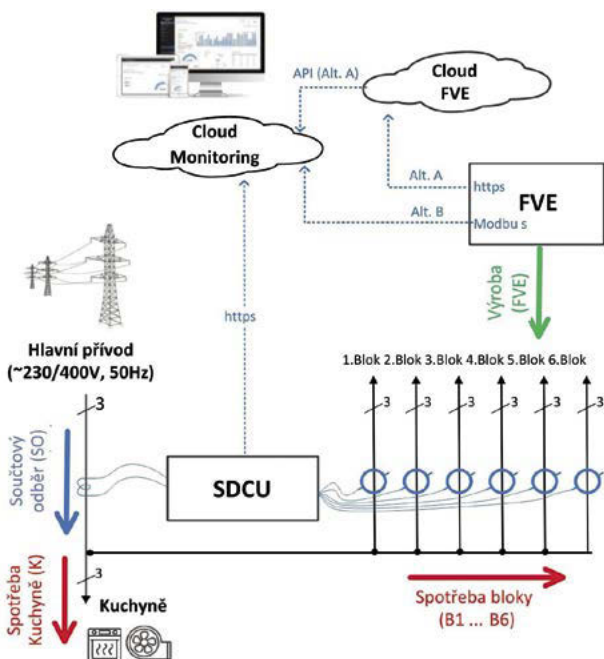 API (Alt. A)
Cloud
FVE
Cloud
Monitoring
Alt. A
https
FVE
Alt. B
Modbu s
Výroba
(FVE)
https
Hlavní přívod
(~230/400V, 50Hz)
1.Blok 2.Blok 3.Blok 4.Blok 5.Blok 6.Blok
3
3
3
3
3
3
3
Součtový
odběr (SO)
SDCU
Spotřeba
Kuchyně (K)
3
Kuchyně
Spotřeba bloky
(B1 ... B6)